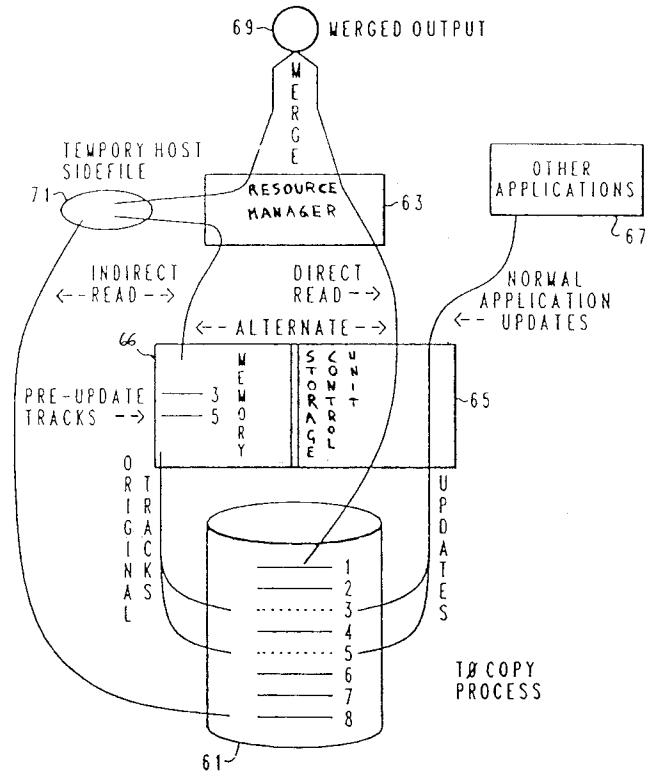 69
MERGED OUTPUT
MERGE
TEMPORY HOST
SIDEFILE
71
RESOURCE
MANAGER
63
OTHER
APPLICATIONS
67
INDIRECT
<--READ-->
DIRECT
READ-->
NORMAL
APPLICATION
<-- UPDATES
<--ALTERNATE-->
66
MEMORY
STORAGE
CONTROL
UNIT
65
PRE-UPDATE
TRACKS -->
3
5
ORIGINAL
TRACKS
UPDATES
1
2
3
4
5
6
7
8
TØ COPY
PROCESS
61